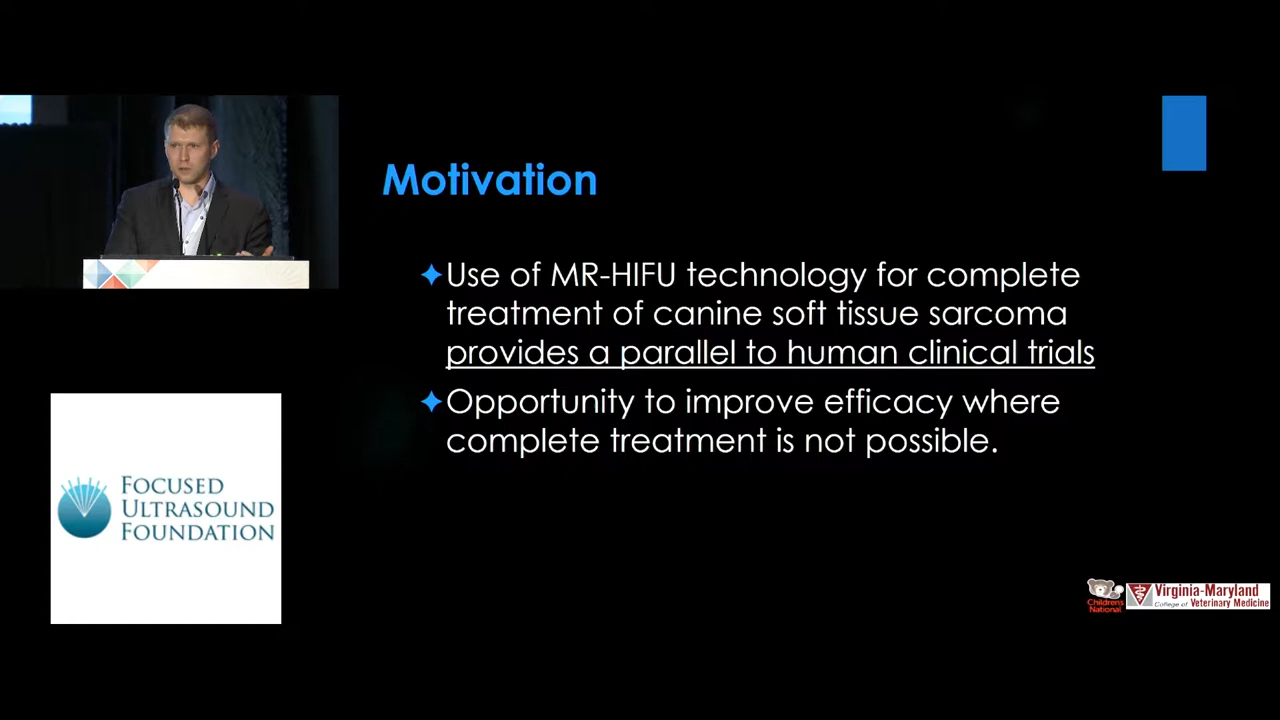 Motivation
✦Use of MR-HIFU technology for complete
treatment of canine soft tissue sarcoma
provides a parallel to human clinical trials
✦Opportunity to improve efficacy where
complete treatment is not possible.
FOCUSED
ULTRASOUND
FOUNDATION
Childrens
National
Virginia-Maryland
College of Veterinary Medicine